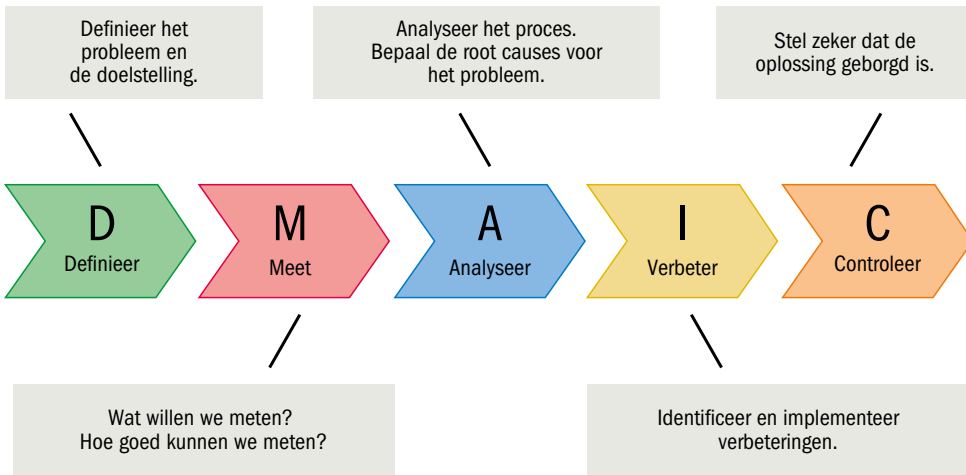 Definieer het
probleem en
de doelstelling.
Analyseer het proces.
Bepaal de root causes voor
het probleem.
Stel zeker dat de
oplossing geborgd is.
D
Definieer
M
Meet
A
Analyseer
I
Verbeter
C
Controleer
Wat willen we meten?
Hoe goed kunnen we meten?
Identificeer en implementeer
verbeteringen.